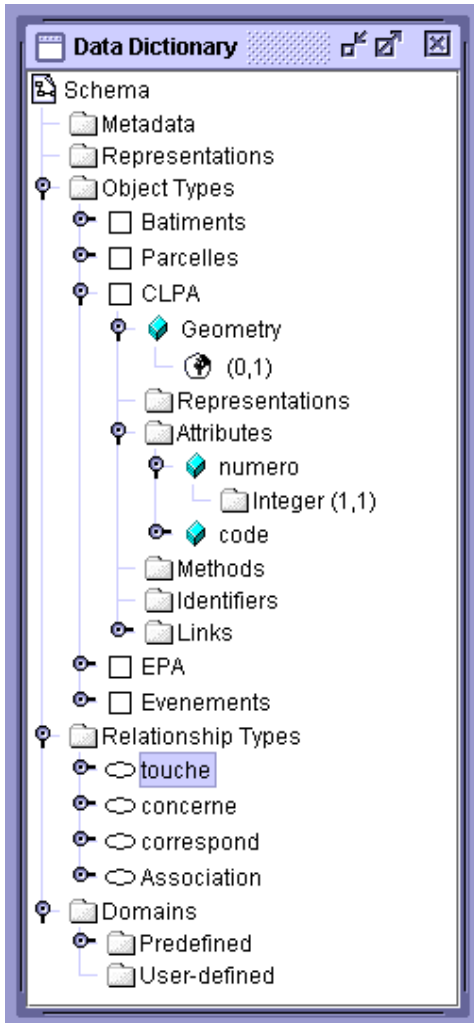 Data Dictionary
Schema
Metadata
Representations
Object Types
Batiments
Parcelles
CLPA
Geometry
(0,1)
Representations
Attributes
numero
Integer (1,1)
code
Methods
Identifiers
Links
EPA
Evenements
Relationship Types
touche
concerne
correspond
Association
Domains
Predefined
User-defined